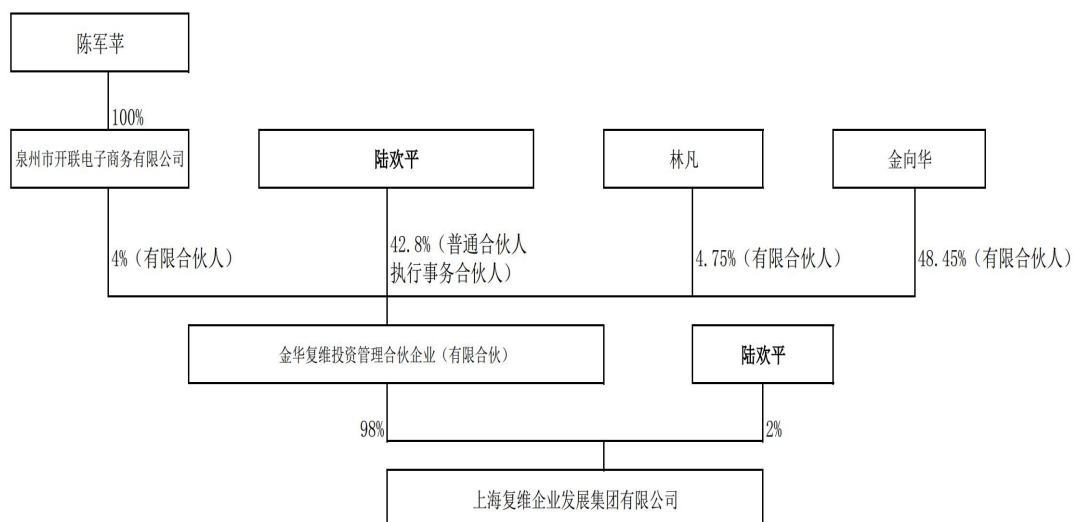 陈军苹
100%
泉州市开联电子商务有限公司
陆欢平
林凡
金向华
4%（有限合伙人）
42.8%（普通合伙人
执行事务合伙人）
4.75%（有限合伙人）
48.45%（有限合伙人）
金华复维投资管理合伙企业（有限合伙）
陆欢平
98%
2%
上海复维企业发展集团有限公司